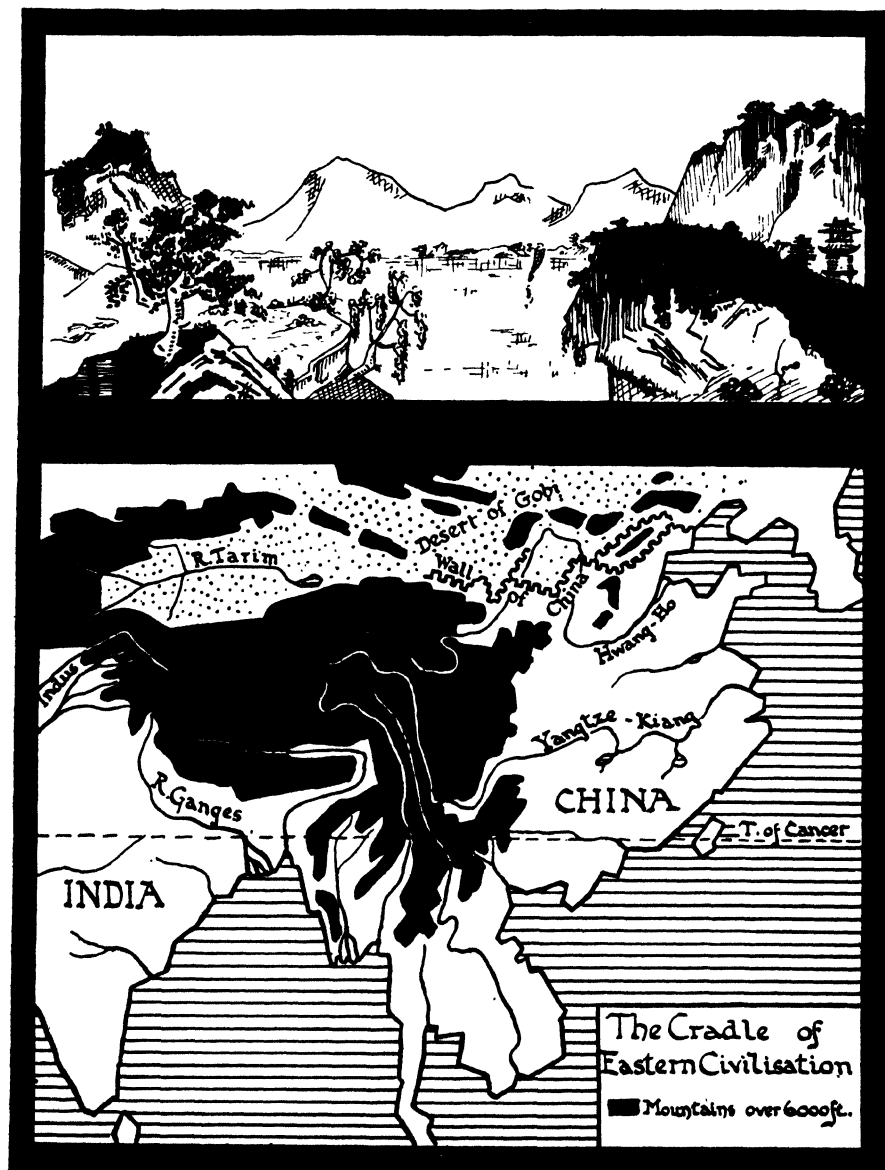 Desert of Gobi
R. Tarim
Wall of China
Hwang-Ho
Indus
Yangtze - Kiang
R. Ganges
CHINA
T. of Cancer
INDIA
The Cradle of
Eastern Civilisation
Mountains over 6000ft.